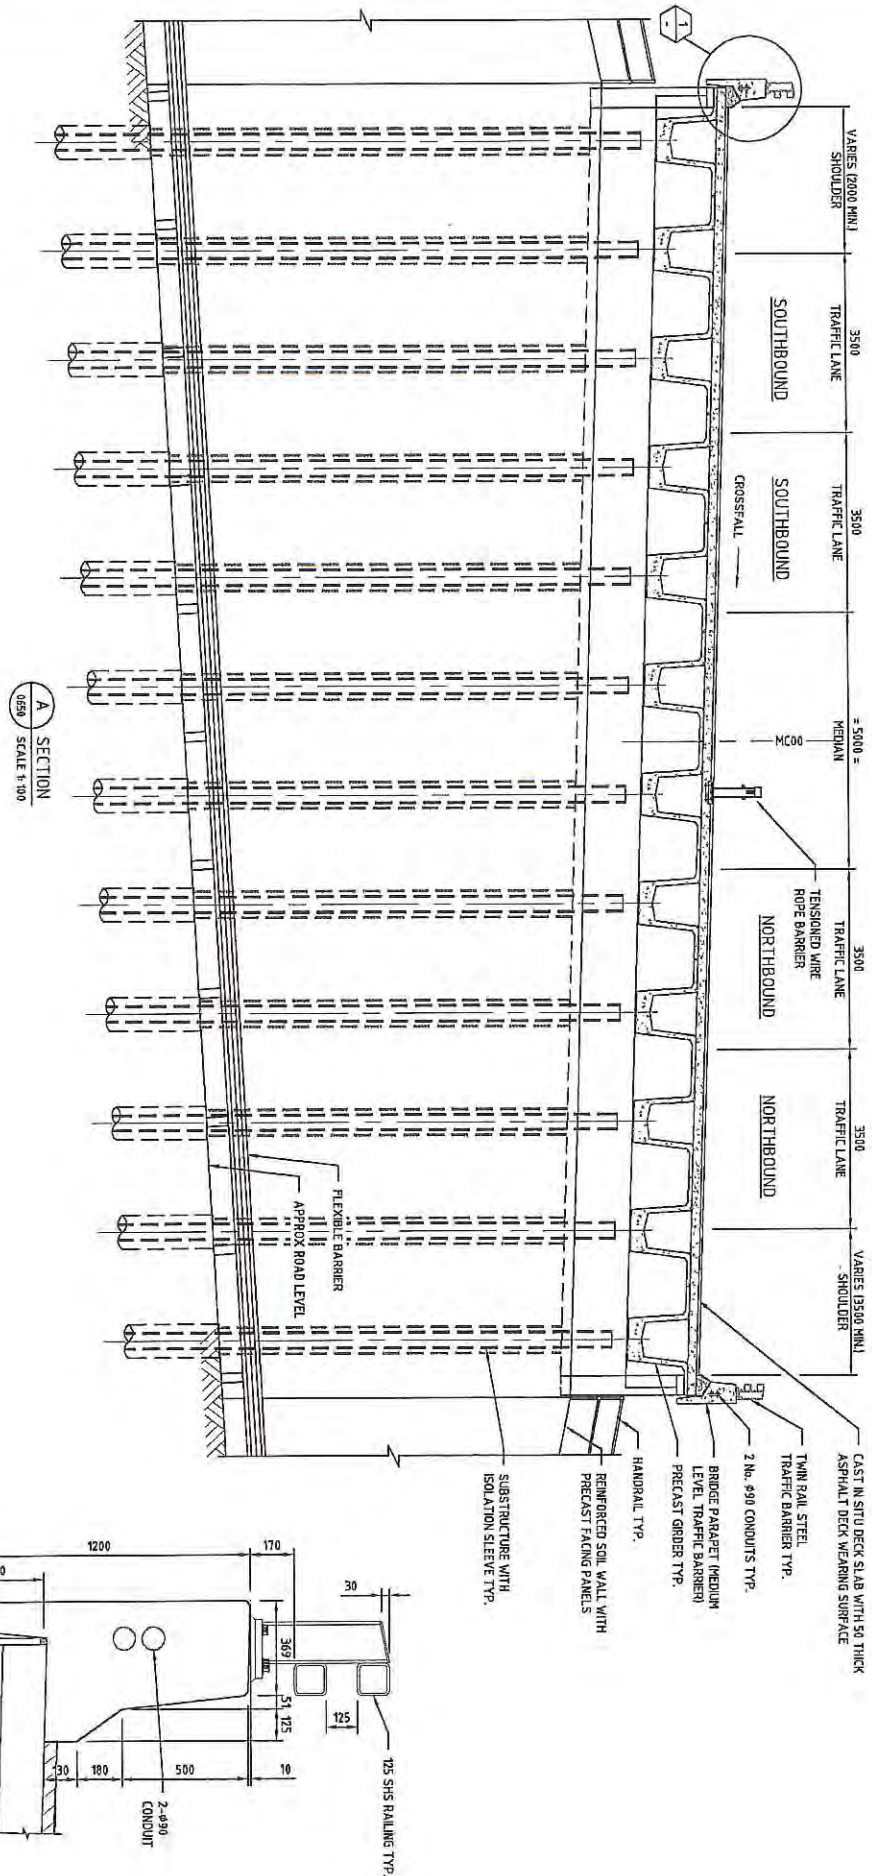 1
-
VARIES (2000 MIN.)
SHOULDER
3500
TRAFFIC LANE
3500
TRAFFIC LANE
= 5000 =
MEDIAN
3500
TRAFFIC LANE
3500
TRAFFIC LANE
VARIES (3500 MIN.)
SHOULDER
SOUTHBOUND
SOUTHBOUND
NORTHBOUND
NORTHBOUND
CROSSFALL
MC00
TENSIONED WIRE
ROPE BARRIER
CAST IN SITU DECK SLAB WITH 50 THICK
ASPHALT DECK WEARING SURFACE
TWIN RAIL STEEL
TRAFFIC BARRIER TYP.
2 No. ø90 CONDUITS TYP.
BRIDGE PARAPET (MEDIUM
LEVEL TRAFFIC BARRIER)
PRECAST GIRDER TYP.
HANDRAIL TYP.
REINFORCED SOIL WALL WITH
PRECAST FACING PANELS
SUBSTRUCTURE WITH
ISOLATION SLEEVE TYP.
FLEXIBLE BARRIER
APPROX ROAD LEVEL
A SECTION
0650 SCALE 1:100
1200
170
30
369
51
125
125
125 SHS RAILING TYP.
30
180
500
10
2-ø90
CONDUIT